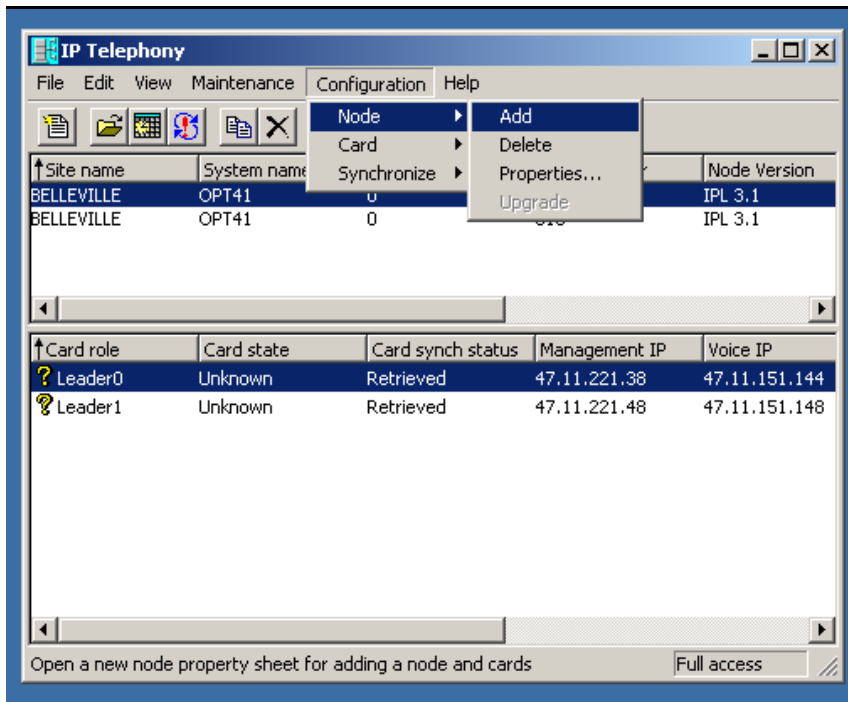 IP Telephony
File Edit View Maintenance Configuration Help
Node Add
Card Delete
Synchronize Properties...
Upgrade
Site name System name Node Version
BELLEVILLE OPT41 0 IPL 3.1
BELLEVILLE OPT41 0 IPL 3.1
Card role Card state Card synch status Management IP Voice IP
? Leader0 Unknown Retrieved 47.11.221.38 47.11.151.144
? Leader1 Unknown Retrieved 47.11.221.48 47.11.151.148
Open a new node property sheet for adding a node and cards Full access